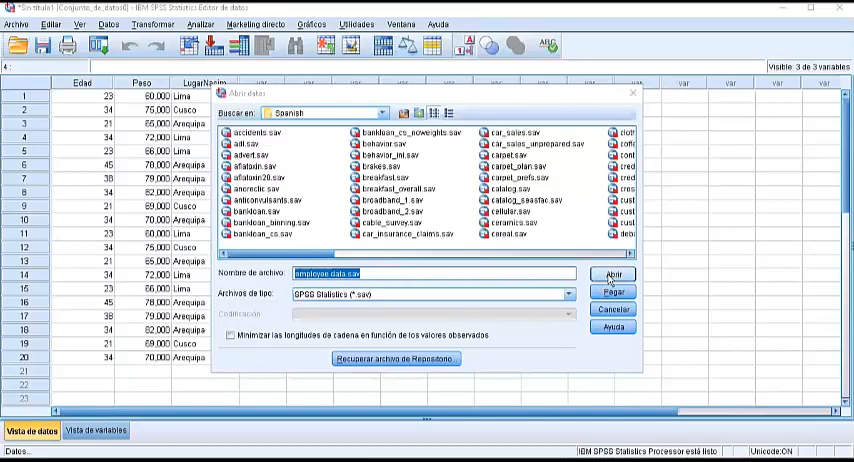 *Sin título1 [Conjunto_de_datos0] - IBM SPSS Statistics Editor de datos
Archivo Editar Ver Datos Transformar Analizar Marketing directo Gráficos Utilidades Ventana Ayuda
4 :
Visible: 3 de 3 variables
Edad Peso LugarNacim var var var var var var var var
1 23 60,000 Lima
2 34 75,000 Cusco
3 21 65,000 Arequipa
4 34 72,000 Lima
5 23 66,000 Lima
6 45 78,000 Arequipa
7 38 79,000 Arequipa
8 34 82,000 Arequipa
9 21 69,000 Cusco
10 34 70,000 Arequipa
11 23 60,000 Lima
12 34 75,000 Cusco
13 21 65,000 Arequipa
14 34 72,000 Lima
15 23 66,000 Lima
16 45 78,000 Arequipa
17 38 79,000 Arequipa
18 34 82,000 Arequipa
19 21 69,000 Cusco
20 34 70,000 Arequipa
21
22
23
Abrir datos
Buscar en: Spanish
accidents.sav bankloan_cs_noweights.sav car_sales.sav
adl.sav behavior.sav car_sales_unprepared.sav
advert.sav behavior_ini.sav carpet.sav
aflatoxin.sav brakes.sav carpet_plan.sav
aflatoxin20.sav breakfast.sav carpet_prefs.sav
anorectic.sav breakfast_overall.sav catalog.sav
anticonvulsants.sav broadband_1.sav catalog_seasfac.sav
bankloan.sav broadband_2.sav cellular.sav
bankloan_binning.sav cable_survey.sav ceramics.sav
bankloan_cs.sav car_insurance_claims.sav cereal.sav
Nombre de archivo: employee data.sav Abrir
Archivos de tipo: SPSS Statistics (*.sav) Pegar
Codificación: Cancelar
Ayuda
Minimizar las longitudes de cadena en función de los valores observados
Recuperar archivo de Repositorio...
Vista de datos Vista de variables
Datos... IBM SPSS Statistics Processor está listo Unicode:ON